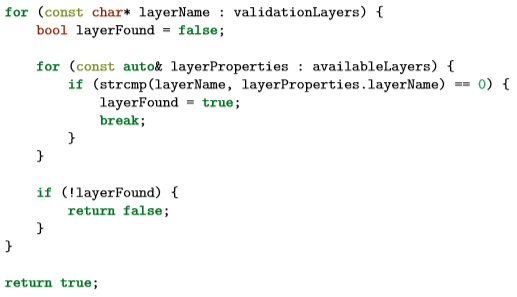 for (const char* layerName : validationLayers) {
    bool layerFound = false;

    for (const auto& layerProperties : availableLayers) {
        if (strcmp(layerName, layerProperties.layerName) == 0) {
            layerFound = true;
            break;
        }
    }

    if (!layerFound) {
        return false;
    }
}

return true;